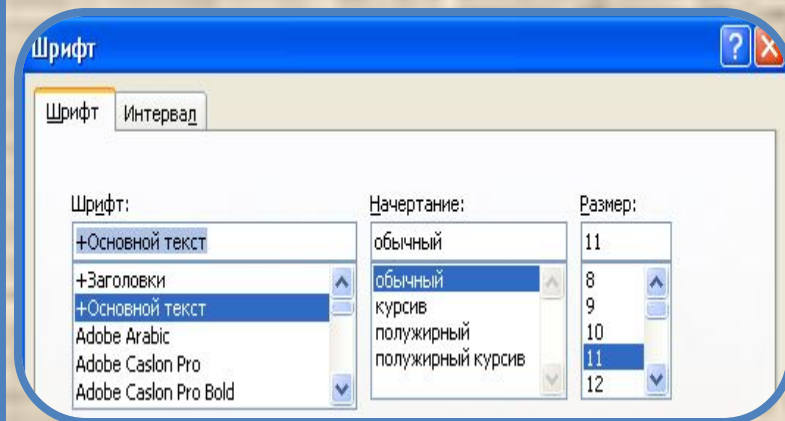 Шрифт
Шрифт Интервал
Шрифт: Начертание: Размер:
+Основной текст обычный 11
+Заголовки обычный 8
+Основной текст курсив 9
Adobe Arabic полужирный 10
Adobe Caslon Pro полужирный курсив 11
Adobe Caslon Pro Bold 12